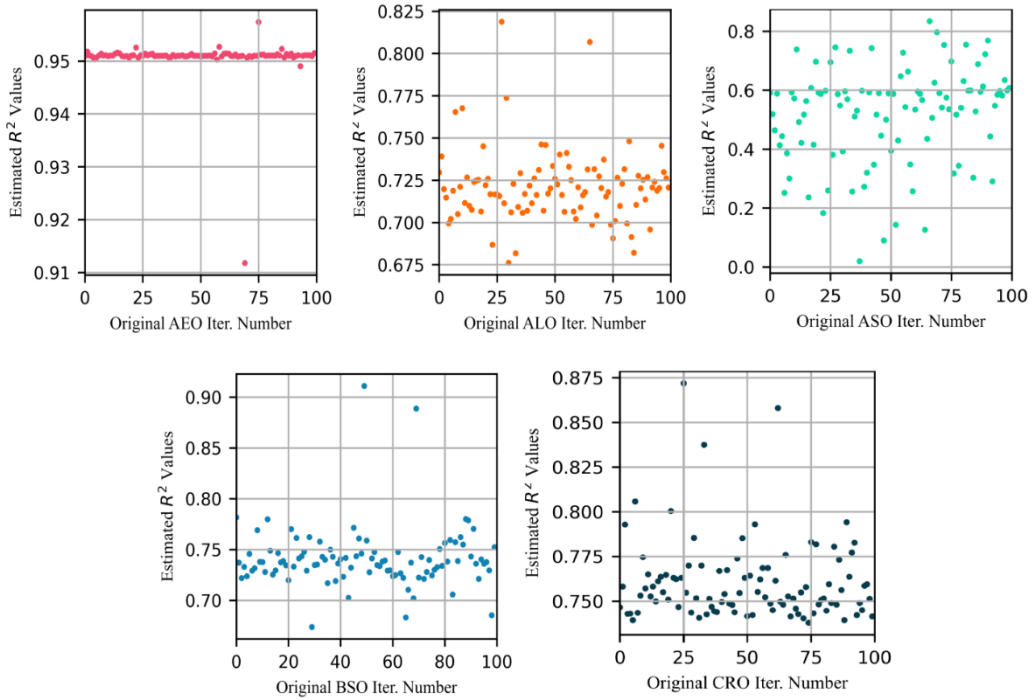 Estimated R² Values
0.95
0.94
0.93
0.92
0.91
0 25 50 75 100
Original AEO Iter. Number
Estimated R² Values
0.825
0.800
0.775
0.750
0.725
0.700
0.675
0 25 50 75 100
Original ALO Iter. Number
Estimated R² Values
0.8
0.6
0.4
0.2
0.0
0 25 50 75 100
Original ASO Iter. Number
Estimated R² Values
0.90
0.85
0.80
0.75
0.70
0 20 40 60 80 100
Original BSO Iter. Number
Estimated R² Values
0.875
0.850
0.825
0.800
0.775
0.750
0 25 50 75 100
Original CRO Iter. Number